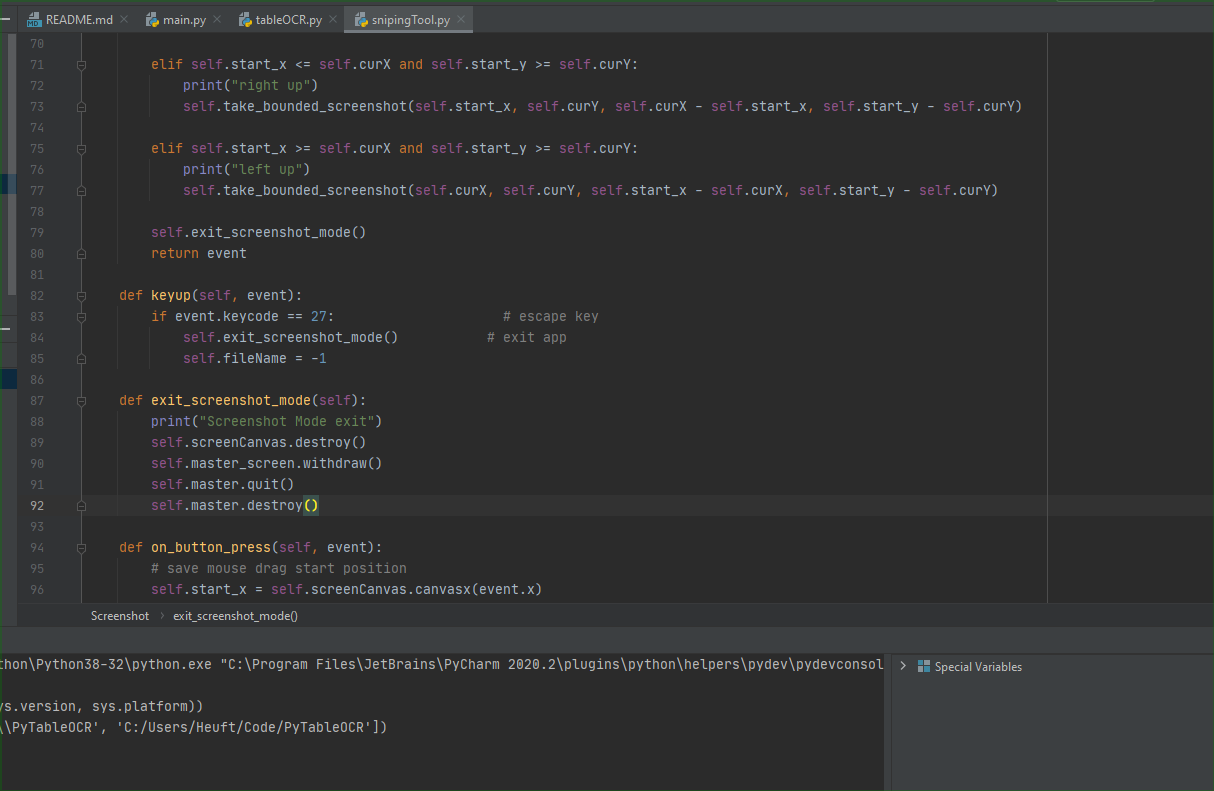 README.md main.py tableOCR.py snipingTool.py
70
71 elif self.start_x <= self.curX and self.start_y >= self.curY:
72 print("right up")
73 self.take_bounded_screenshot(self.start_x, self.curY, self.curX - self.start_x, self.start_y - self.curY)
74
75 elif self.start_x >= self.curX and self.start_y >= self.curY:
76 print("left up")
77 self.take_bounded_screenshot(self.curX, self.curY, self.start_x - self.curX, self.start_y - self.curY)
78
79 self.exit_screenshot_mode()
80 return event
81
82 def keyup(self, event):
83 if event.keycode == 27: # escape key
84 self.exit_screenshot_mode() # exit app
85 self.fileName = -1
86
87 def exit_screenshot_mode(self):
88 print("Screenshot Mode exit")
89 self.screenCanvas.destroy()
90 self.master_screen.withdraw()
91 self.master.quit()
92 self.master.destroy()
93
94 def on_button_press(self, event):
95 # save mouse drag start position
96 self.start_x = self.screenCanvas.canvasx(event.x)
Screenshot › exit_screenshot_mode()
thon\Python38-32\python.exe "C:\Program Files\JetBrains\PyCharm 2020.2\plugins\python\helpers\pydev\pydevconsol
Special Variables
ys.version, sys.platform))
\\PyTableOCR', 'C:/Users/Heuft/Code/PyTableOCR'])